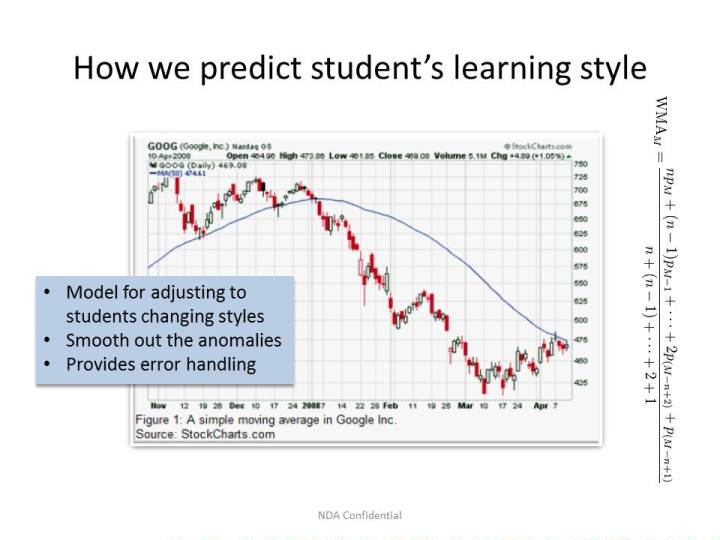 How we predict student's learning style
GOOG (Google, Inc.) Nasdaq GS
© StockCharts.com
10-Apr-2008
Open 464.96 High 473.86 Low 461.85 Close 469.08 Volume 5.1M Chg +4.89 (+1.05%)
GOOG (Daily) 469.08
MA(50) 474.61
750
725
700
675
650
625
600
575
550
525
500
475
450
425
• Model for adjusting to
students changing styles
• Smooth out the anomalies
• Provides error handling
Nov 12 19 26 Dec 10 17 24 2008 7 14 22 28 Feb 11 19 25 Mar 10 17 24 Apr 7
Figure 1: A simple moving average in Google Inc.
Source: StockCharts.com
WMA_M = \frac{np_M + (n − 1)p_{M−1} + ⋯ + 2p_{(M−n+2)} + p_{(M−n+1)}}{n + (n − 1) + ⋯ + 2 + 1}
NDA Confidential